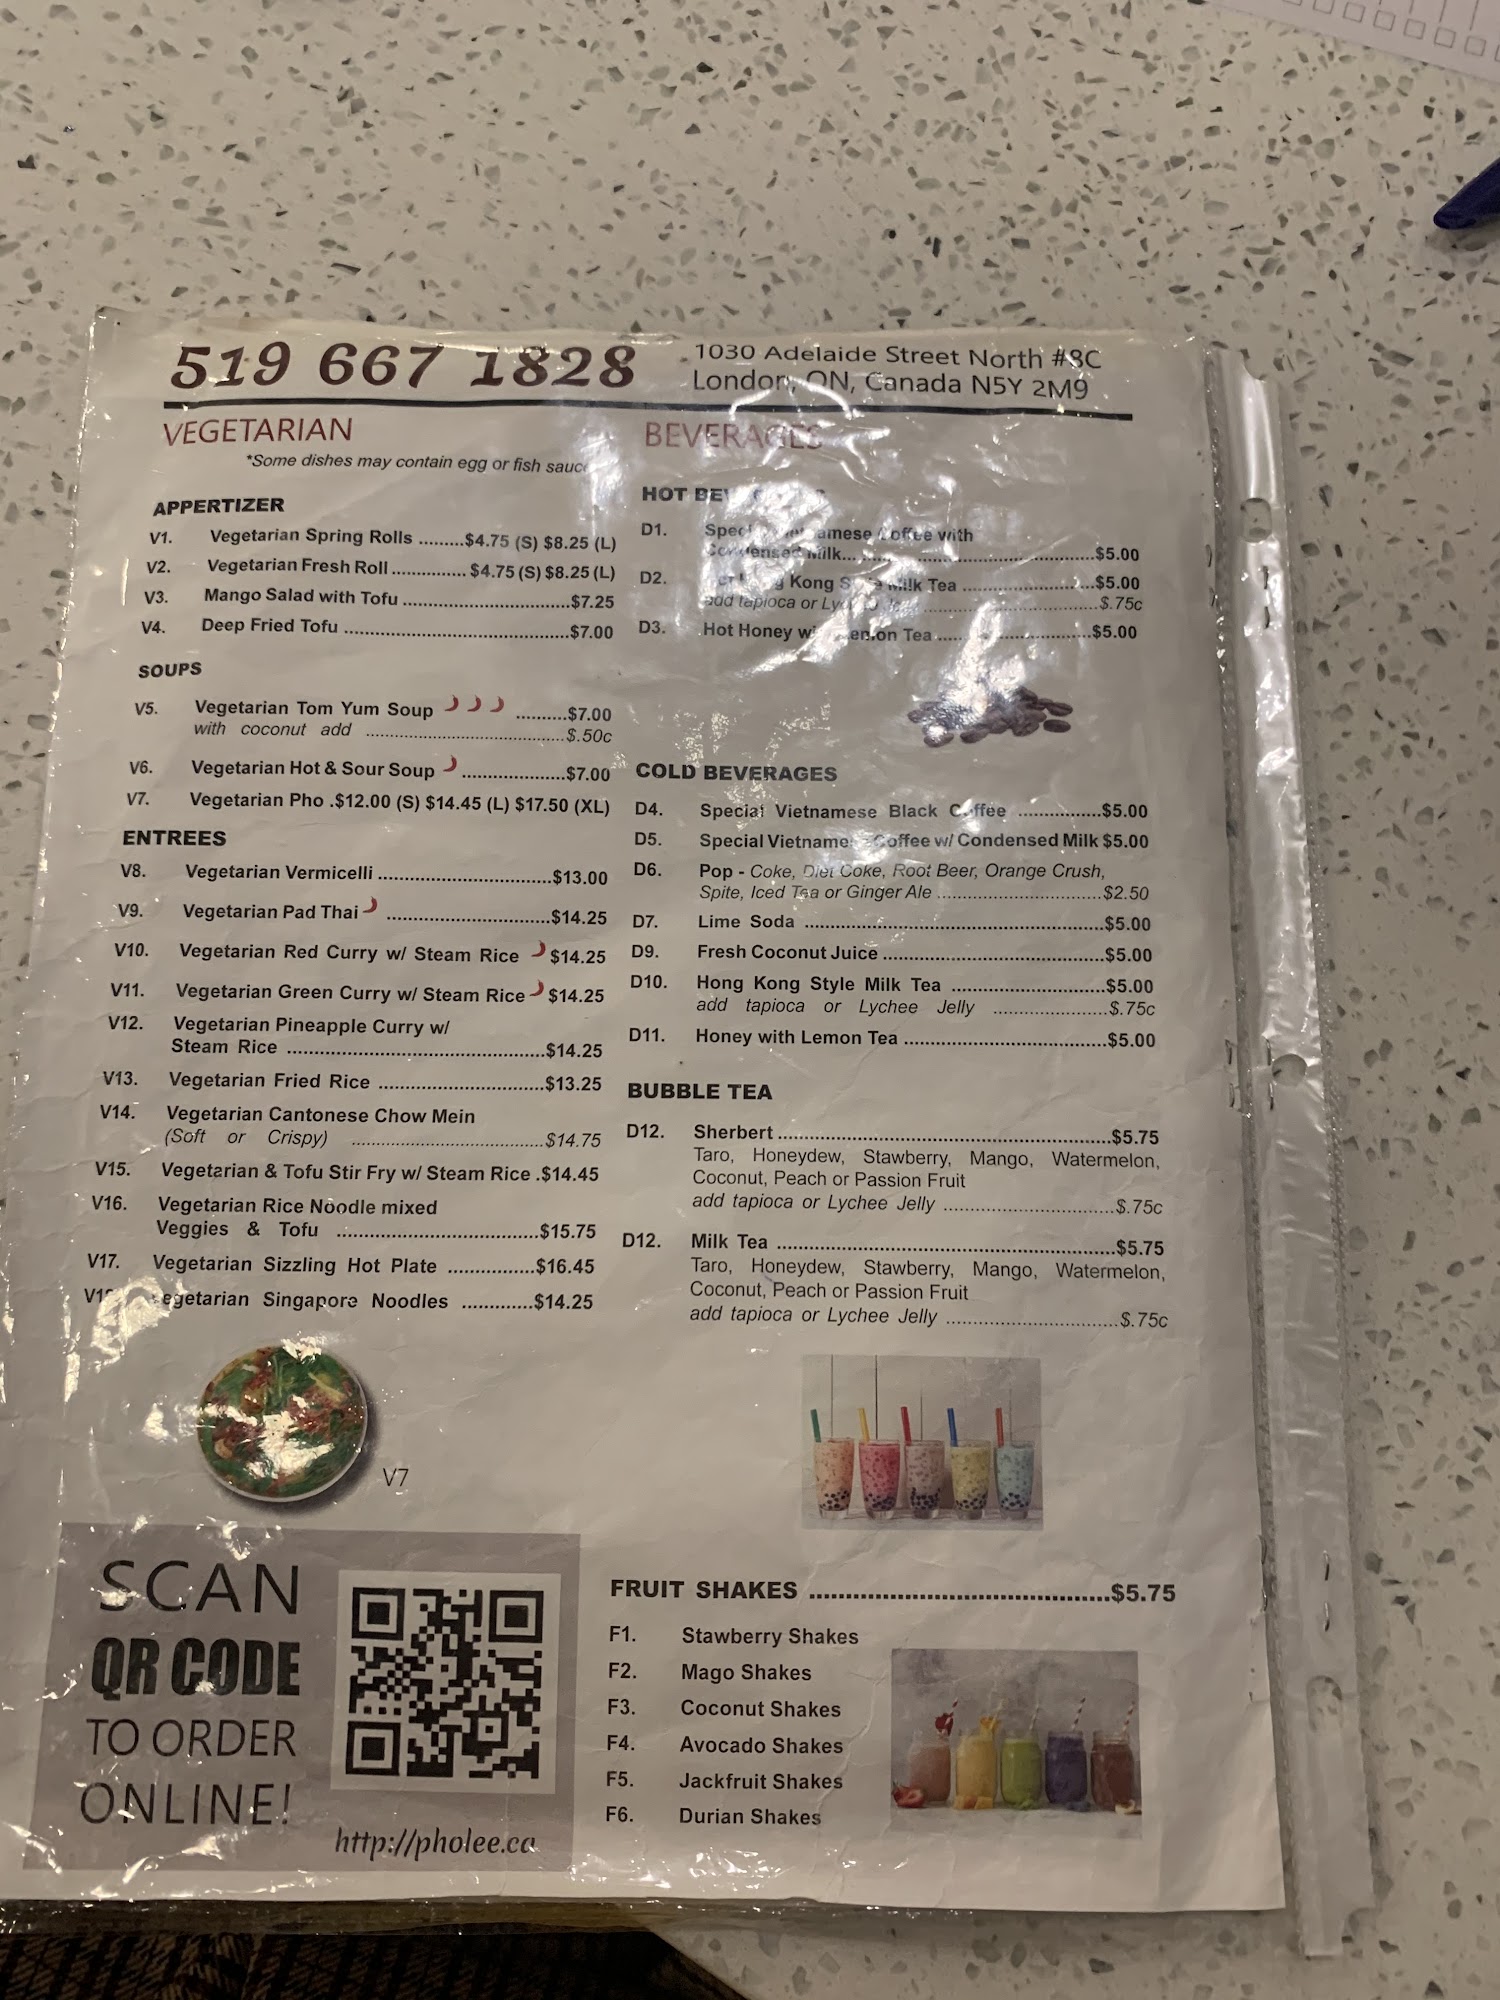 519 667 1828
1030 Adelaide Street North #8C
London, ON, Canada N5Y 2M9
VEGETARIAN
*Some dishes may contain egg or fish sauc
APPERTIZER
V1. Vegetarian Spring Rolls ........$4.75 (S) $8.25 (L)
V2. Vegetarian Fresh Roll ............. $4.75 (S) $8.25 (L)
V3. Mango Salad with Tofu .............................$7.25
V4. Deep Fried Tofu .......................................$7.00
SOUPS
V5. Vegetarian Tom Yum Soup ..........$7.00
with coconut add ......................................$.50c
V6. Vegetarian Hot & Sour Soup ..................$7.00
V7. Vegetarian Pho .$12.00 (S) $14.45 (L) $17.50 (XL)
ENTREES
V8. Vegetarian Vermicelli ..............................$13.00
V9. Vegetarian Pad Thai ............................$14.25
V10. Vegetarian Red Curry w/ Steam Rice $14.25
V11. Vegetarian Green Curry w/ Steam Rice $14.25
V12. Vegetarian Pineapple Curry w/
Steam Rice ............................................$14.25
V13. Vegetarian Fried Rice ............................$13.25
V14. Vegetarian Cantonese Chow Mein
(Soft or Crispy) .................................$14.75
V15. Vegetarian & Tofu Stir Fry w/ Steam Rice .$14.45
V16. Vegetarian Rice Noodle mixed
Veggies & Tofu ..................................$15.75
V17. Vegetarian Sizzling Hot Plate ...............$16.45
Vegetarian Singapore Noodles ............$14.25
V7
SCAN
QR CODE
TO ORDER
ONLINE!
http://pholee.ca
BEVERAGES
HOT
D1. Coffee with
Condensed Milk.............................................$5.00
D2. Kong Style Milk Tea .......................$5.00
add tapioca or ..............................$.75c
D3. Hot Honey Lemon Tea ...........................$5.00
COLD BEVERAGES
D4. Special Vietnamese Black Coffee ...............$5.00
D5. Special Coffee w/ Condensed Milk $5.00
D6. Pop - Coke, Diet Coke, Root Beer, Orange Crush,
Spite, Iced Tea or Ginger Ale .............................$2.50
D7. Lime Soda ...................................................$5.00
D9. Fresh Coconut Juice ......................................$5.00
D10. Hong Kong Style Milk Tea ..........................$5.00
add tapioca or Lychee Jelly ....................$.75c
D11. Honey with Lemon Tea ..................................$5.00
BUBBLE TEA
D12. Sherbert .......................................................$5.75
Taro, Honeydew, Stawberry, Mango, Watermelon,
Coconut, Peach or Passion Fruit
add tapioca or Lychee Jelly .............................$.75c
D12. Milk Tea .......................................................$5.75
Taro, Honeydew, Stawberry, Mango, Watermelon,
Coconut, Peach or Passion Fruit
add tapioca or Lychee Jelly .............................$.75c
FRUIT SHAKES ........................................$5.75
F1. Stawberry Shakes
F2. Mago Shakes
F3. Coconut Shakes
F4. Avocado Shakes
F5. Jackfruit Shakes
F6. Durian Shakes